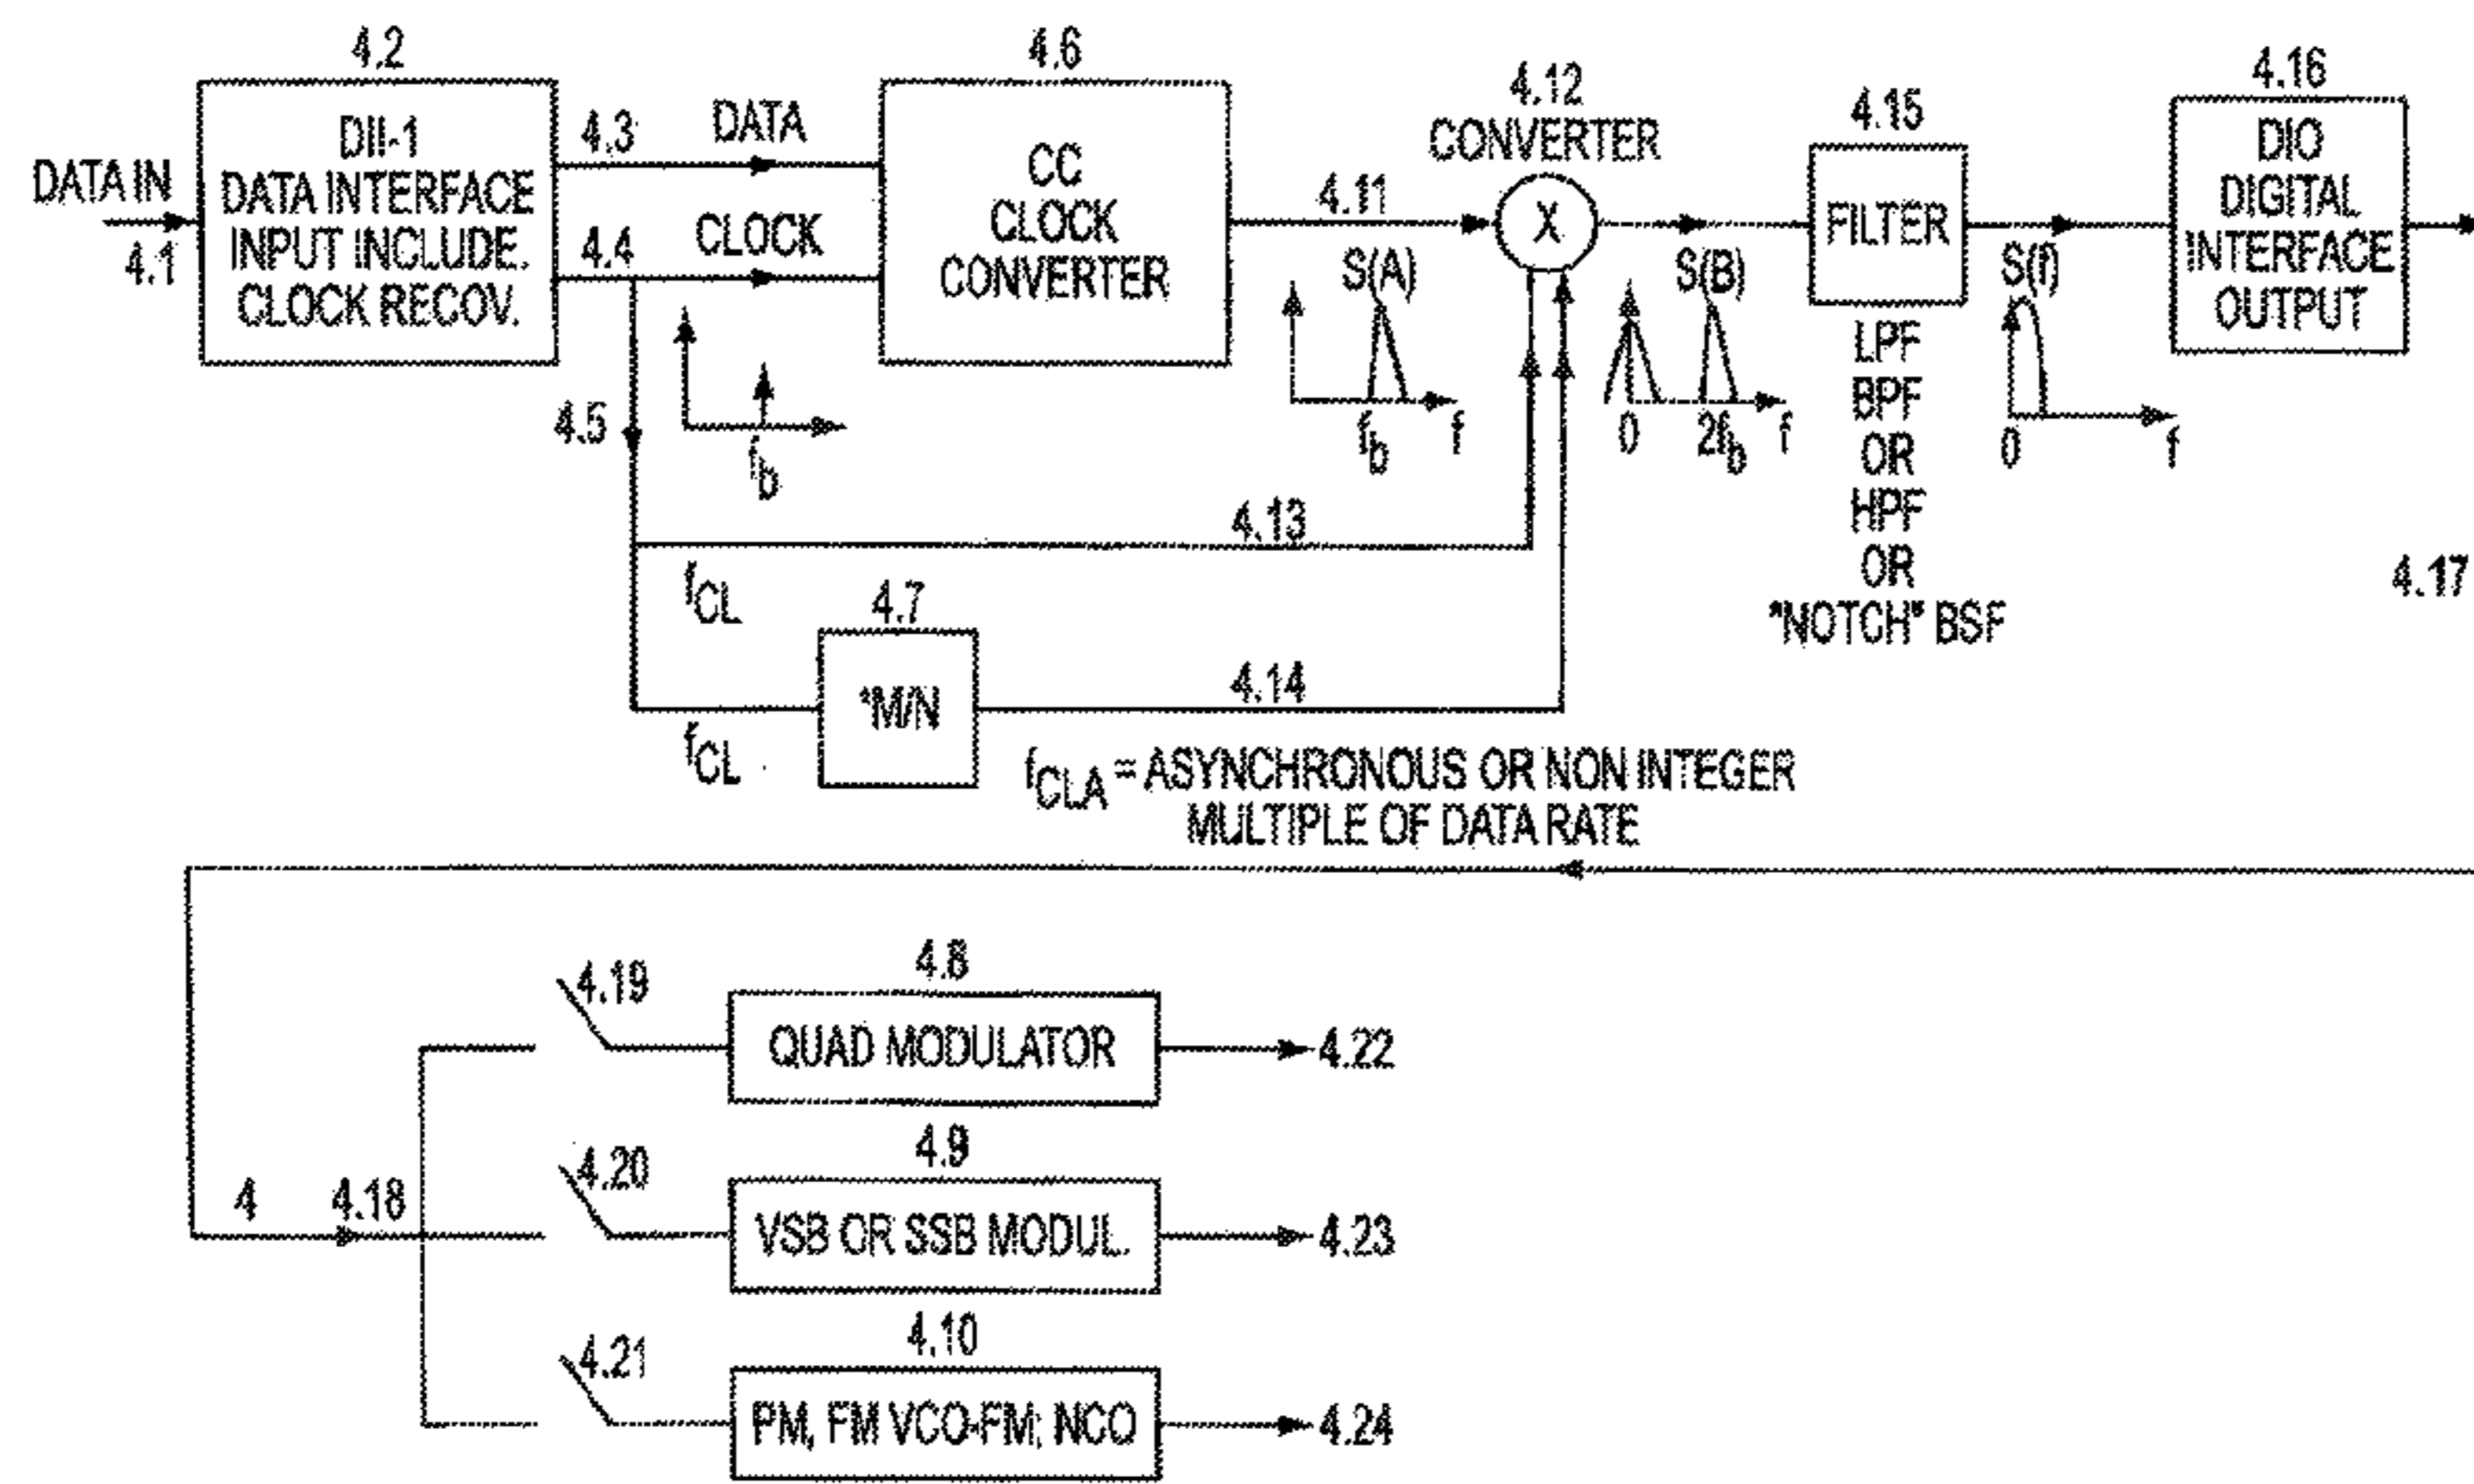 4.2
DII-1
DATA INTERFACE
INPUT INCLUDE.
CLOCK RECOV.
DATA IN
4.1
4.3 DATA
4.4 CLOCK
4.5
fb
4.6
CC
CLOCK
CONVERTER
4.11
S(A)
fb f
4.12
CONVERTER
X
S(B)
0 2fb f
4.15
FILTER
LPF
BPF
OR
HPF
OR
"NOTCH" BSF
S(f)
0 f
4.16
DIO
DIGITAL
INTERFACE
OUTPUT
4.17
4.13
fCL
4.7
*M/N
4.14
fCL
fCLA = ASYNCHRONOUS OR NON INTEGER
MULTIPLE OF DATA RATE
4 4.18
4.19
4.8
QUAD MODULATOR
4.22
4.20
4.9
VSB OR SSB MODUL.
4.23
4.21
4.10
PM, FM VCO-FM; NCO
4.24